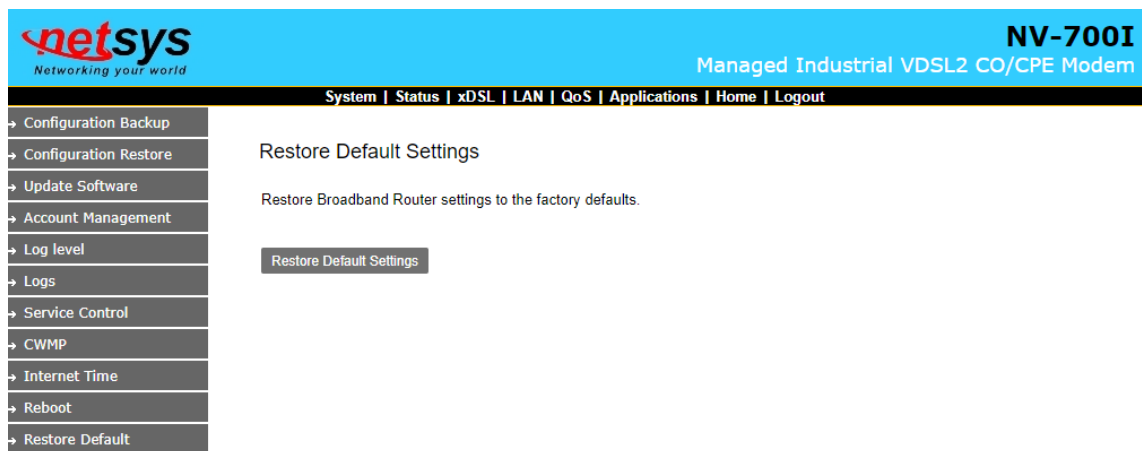 netsys
Networking your world
NV-700I
Managed Industrial VDSL2 CO/CPE Modem
System | Status | xDSL | LAN | QoS | Applications | Home | Logout
Configuration Backup
Configuration Restore
Update Software
Account Management
Log level
Logs
Service Control
CWMP
Internet Time
Reboot
Restore Default
Restore Default Settings
Restore Broadband Router settings to the factory defaults.
Restore Default Settings